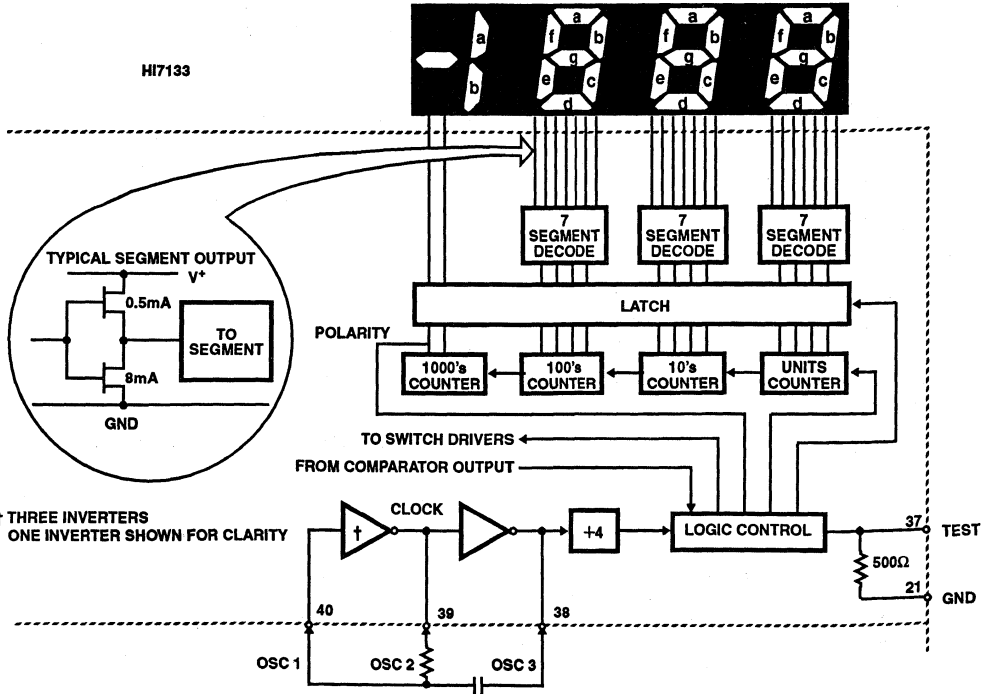 HI7133
a
b
a
f
b
g
e
c
d
a
f
b
g
e
c
d
a
f
b
g
e
c
d
7
SEGMENT
DECODE
7
SEGMENT
DECODE
7
SEGMENT
DECODE
TYPICAL SEGMENT OUTPUT
V+
0.5mA
TO
SEGMENT
8mA
GND
LATCH
POLARITY
1000's
COUNTER
100's
COUNTER
10's
COUNTER
UNITS
COUNTER
TO SWITCH DRIVERS
FROM COMPARATOR OUTPUT
† THREE INVERTERS
ONE INVERTER SHOWN FOR CLARITY
CLOCK
†
÷4
LOGIC CONTROL
37
TEST
500Ω
21
GND
40
39
38
OSC 1
OSC 2
OSC 3